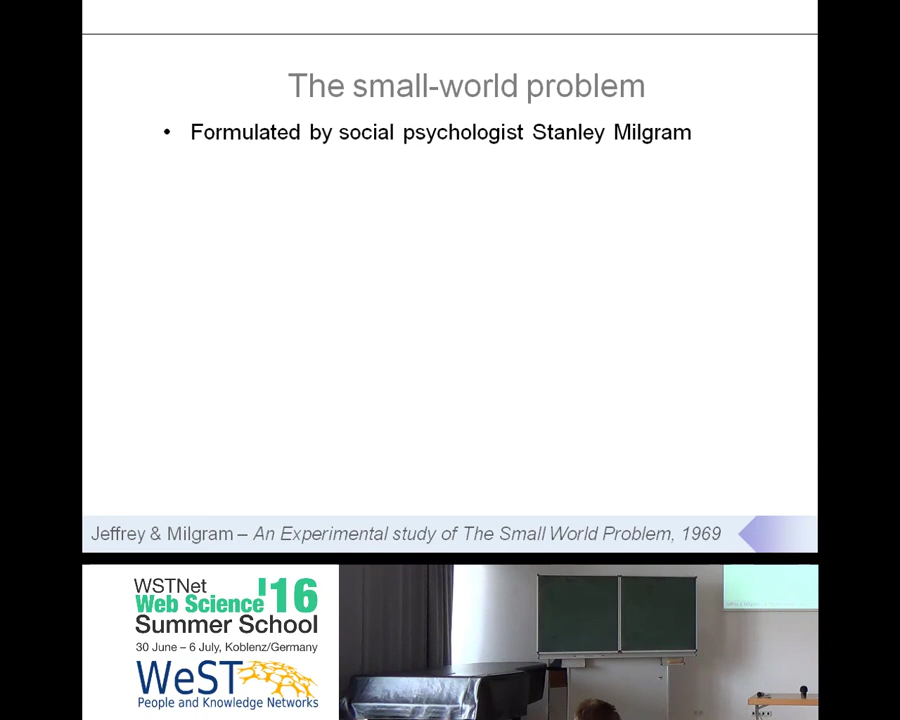 The small-world problem
• Formulated by social psychologist Stanley Milgram
Jeffrey & Milgram – An Experimental study of The Small World Problem, 1969
WSTNet
Web Science '16
Summer School
30 June – 6 July, Koblenz/Germany
WeST
People and Knowledge Networks